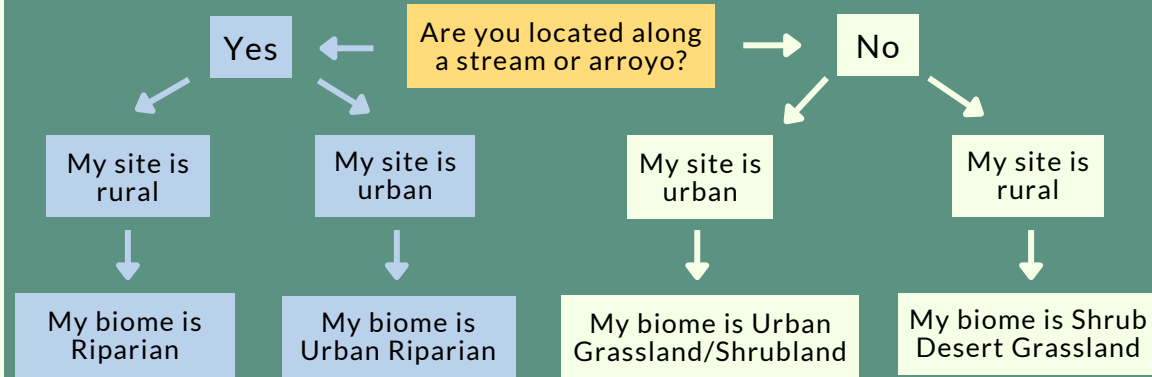 Are you located along
a stream or arroyo?
Yes
No
My site is
rural
My site is
urban
My site is
urban
My site is
rural
My biome is
Riparian
My biome is
Urban Riparian
My biome is Urban
Grassland/Shrubland
My biome is Shrub
Desert Grassland